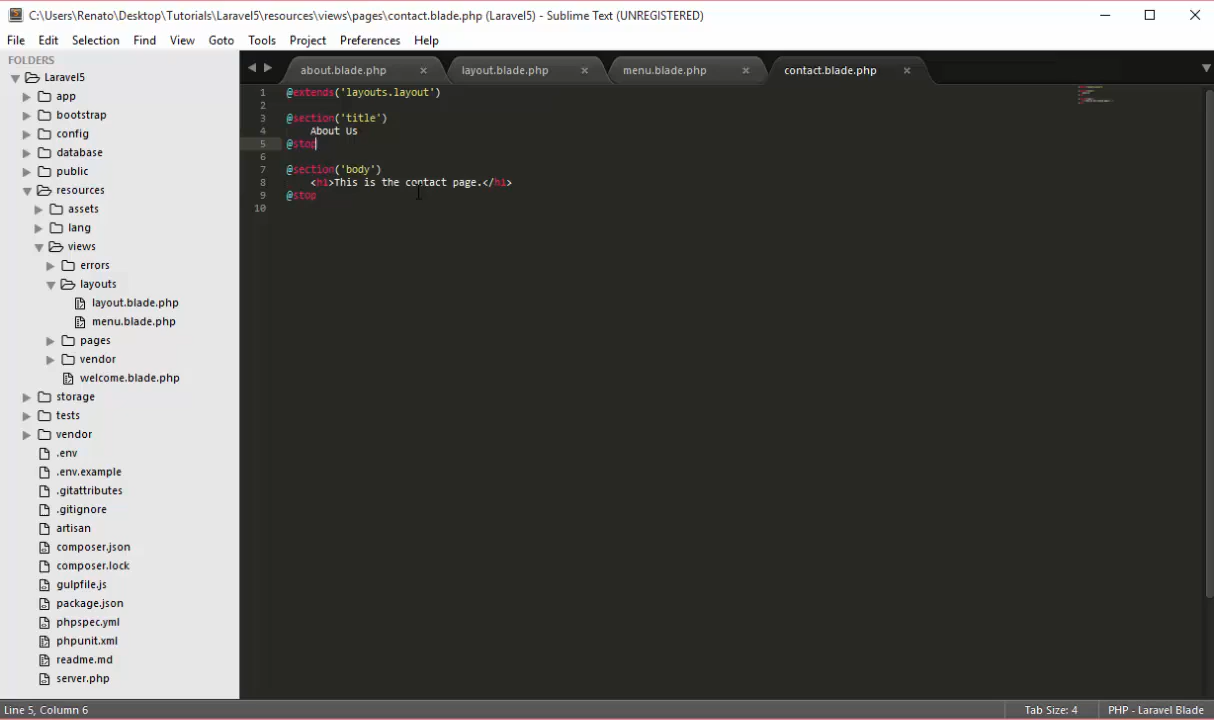 C:\Users\Renato\Desktop\Tutorials\Laravel5\resources\views\pages\contact.blade.php (Laravel5) - Sublime Text (UNREGISTERED)
File Edit Selection Find View Goto Tools Project Preferences Help
FOLDERS
Laravel5
app
bootstrap
config
database
public
resources
assets
lang
views
errors
layouts
layout.blade.php
menu.blade.php
pages
vendor
welcome.blade.php
storage
tests
vendor
.env
.env.example
.gitattributes
.gitignore
artisan
composer.json
composer.lock
gulpfile.js
package.json
phpspec.yml
phpunit.xml
readme.md
server.php
about.blade.php layout.blade.php menu.blade.php contact.blade.php
1 @extends('layouts.layout')
2
3 @section('title')
4 About Us
5 @stop
6
7 @section('body')
8 <h1>This is the contact page.</h1>
9 @stop
10
Line 5, Column 6 Tab Size: 4 PHP - Laravel Blade